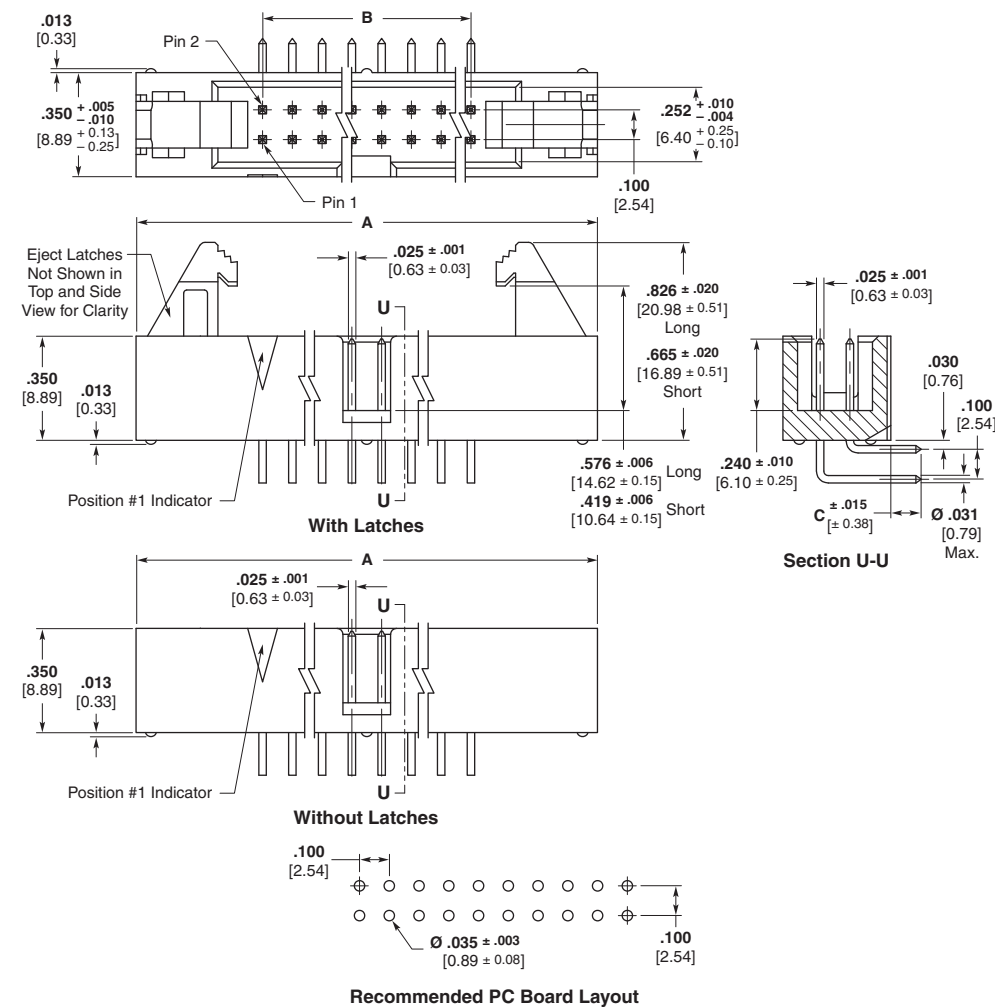 .013
[0.33]
Pin 2
B
.350 + .005 - .010
[8.89 + 0.13 - 0.25]
.252 + .010 - .004
[6.40 + 0.25 - 0.10]
.100
[2.54]
Pin 1
A
Eject Latches
Not Shown in
Top and Side
View for Clarity
.025 ± .001
[0.63 ± 0.03]
U
.826 ± .020
[20.98 ± 0.51]
Long
.665 ± .020
[16.89 ± 0.51]
Short
.350
[8.89]
.013
[0.33]
.576 ± .006
[14.62 ± 0.15] Long
.419 ± .006
[10.64 ± 0.15] Short
Position #1 Indicator
U
With Latches
.025 ± .001
[0.63 ± 0.03]
.030
[0.76]
.100
[2.54]
.240 ± .010
[6.10 ± 0.25]
C ± .015
[± 0.38]
Ø .031
[0.79]
Max.
Section U-U
A
.025 ± .001
[0.63 ± 0.03]
U
.350
[8.89]
.013
[0.33]
Position #1 Indicator
U
Without Latches
.100
[2.54]
Ø .035 ± .003
[0.89 ± 0.08]
.100
[2.54]
Recommended PC Board Layout